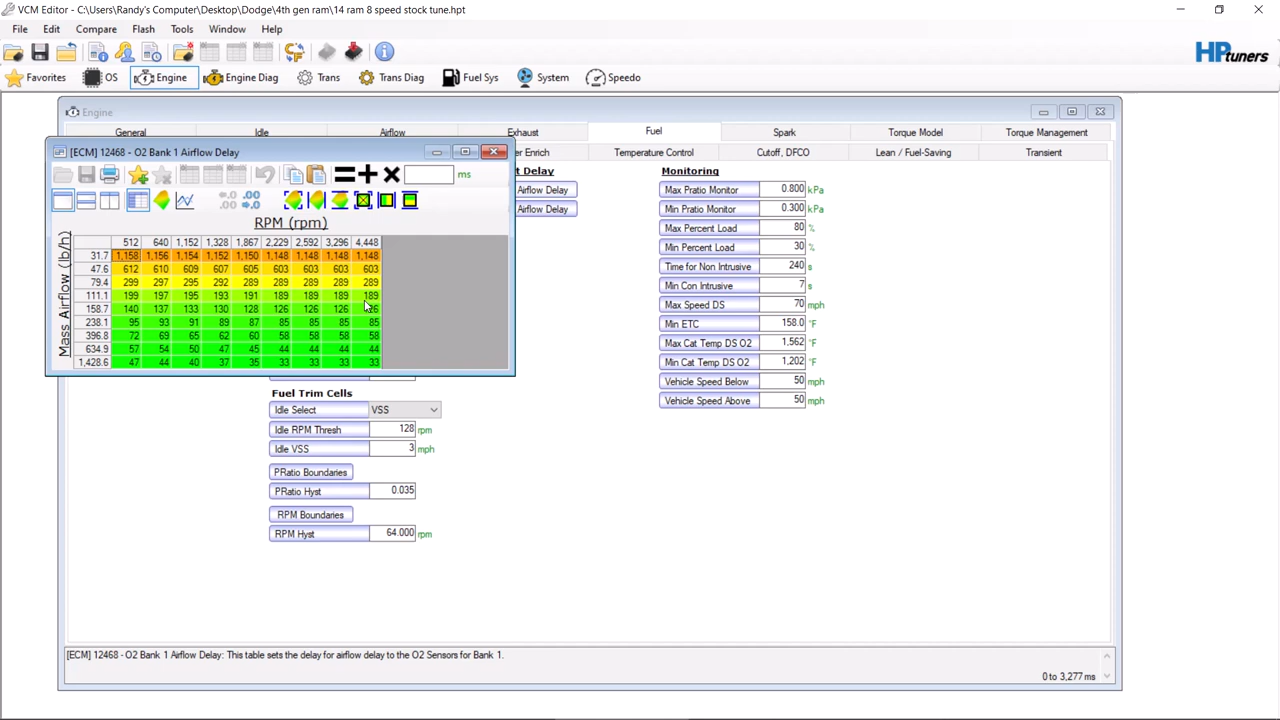 VCM Editor - C:\Users\Randy's Computer\Desktop\Dodge\4th gen ram\14 ram 8 speed stock tune.hpt
File Edit Compare Flash Tools Window Help
HPtuners
Favorites OS Engine Engine Diag Trans Trans Diag Fuel Sys System Speedo
Engine
General Idle Airflow Exhaust Fuel Spark Torque Model Torque Management
er Enrich Temperature Control Cutoff, DFCO Lean / Fuel-Saving Transient
[ECM] 12468 - O2 Bank 1 Airflow Delay
ms
RPM (rpm)
Mass Airflow (lb/h)
512 640 1,152 1,328 1,867 2,229 2,592 3,296 4,448
31.7 1,158 1,156 1,154 1,152 1,150 1,148 1,148 1,148 1,148
47.6 612 610 609 607 605 603 603 603 603
79.4 299 297 295 292 289 289 289 289 289
111.1 199 197 195 193 191 189 189 189 189
158.7 140 137 133 130 128 126 126 126 126
238.1 95 93 91 89 87 85 85 85 85
396.8 72 69 65 62 60 58 58 58 58
634.9 57 54 50 47 45 44 44 44 44
1,428.6 47 44 40 37 35 33 33 33 33
t Delay
Airflow Delay
Airflow Delay
Monitoring
Max Pratio Monitor 0.800 kPa
Min Pratio Monitor 0.300 kPa
Max Percent Load 80 %
Min Percent Load 30 %
Time for Non Intrusive 240 s
Min Con Intrusive 7 s
Max Speed DS 70 mph
Min ETC 158.0 °F
Max Cat Temp DS O2 1,562 °F
Min Cat Temp DS O2 1,202 °F
Vehicle Speed Below 50 mph
Vehicle Speed Above 50 mph
Fuel Trim Cells
Idle Select VSS
Idle RPM Thresh 128 rpm
Idle VSS 3 mph
PRatio Boundaries
PRatio Hyst 0.035
RPM Boundaries
RPM Hyst 64.000 rpm
[ECM] 12468 - O2 Bank 1 Airflow Delay: This table sets the delay for airflow delay to the O2 Sensors for Bank 1.
0 to 3,277 ms